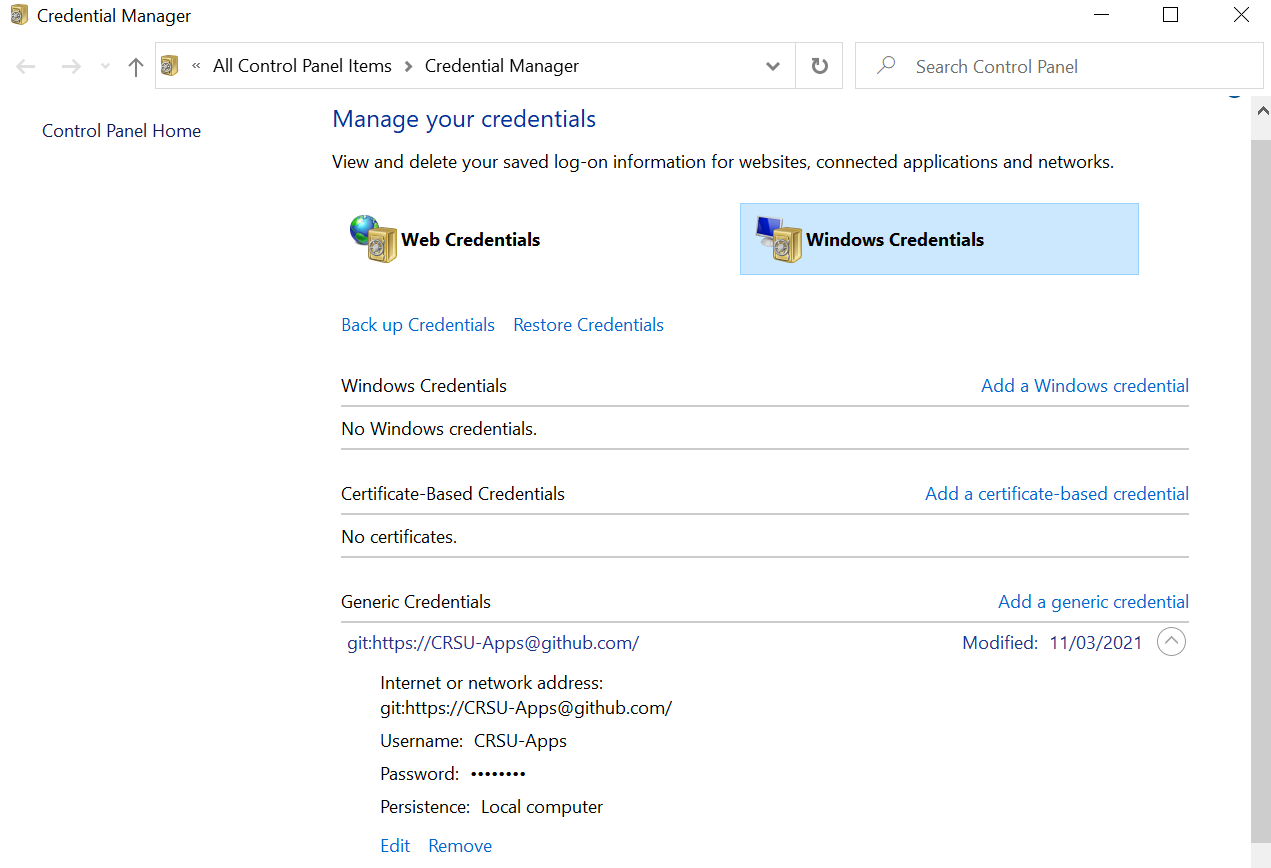 Credential Manager
« All Control Panel Items > Credential Manager
Search Control Panel
Control Panel Home
Manage your credentials
View and delete your saved log-on information for websites, connected applications and networks.
Web Credentials
Windows Credentials
Back up Credentials Restore Credentials
Windows Credentials Add a Windows credential
No Windows credentials.
Certificate-Based Credentials Add a certificate-based credential
No certificates.
Generic Credentials Add a generic credential
git:https://CRSU-Apps@github.com/ Modified: 11/03/2021
Internet or network address:
git:https://CRSU-Apps@github.com/
Username: CRSU-Apps
Password: ••••••••
Persistence: Local computer
Edit Remove